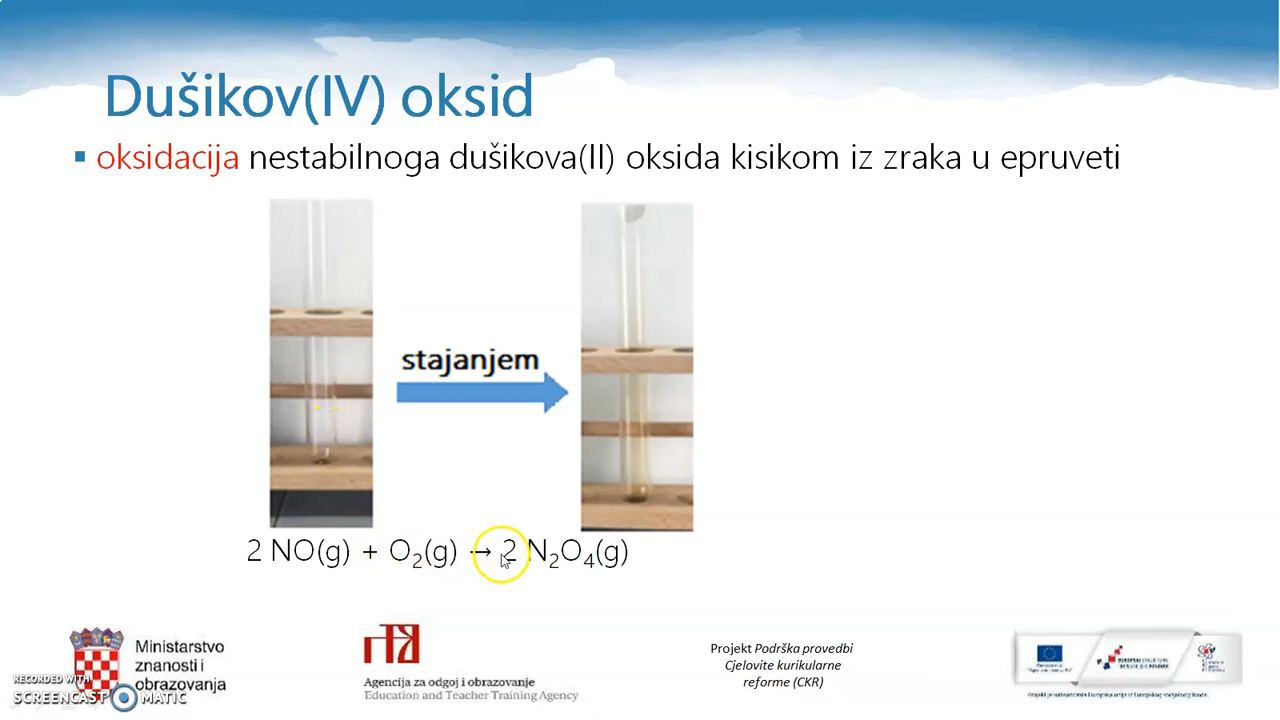 Dušikov(IV) oksid
▪ oksidacija nestabilnoga dušikova(II) oksida kisikom iz zraka u epruveti
stajanjem
2 NO(g) + O₂(g) → 2 N₂O₄(g)
Ministarstvo
znanosti i
obrazovanja
Agencija za odgoj i obrazovanje
Education and Teacher Training Agency
Projekt Podrška provedbi
Cjelovite kurikularne
reforme (CKR)
RECORDED WITH
SCREENCAST MATIC